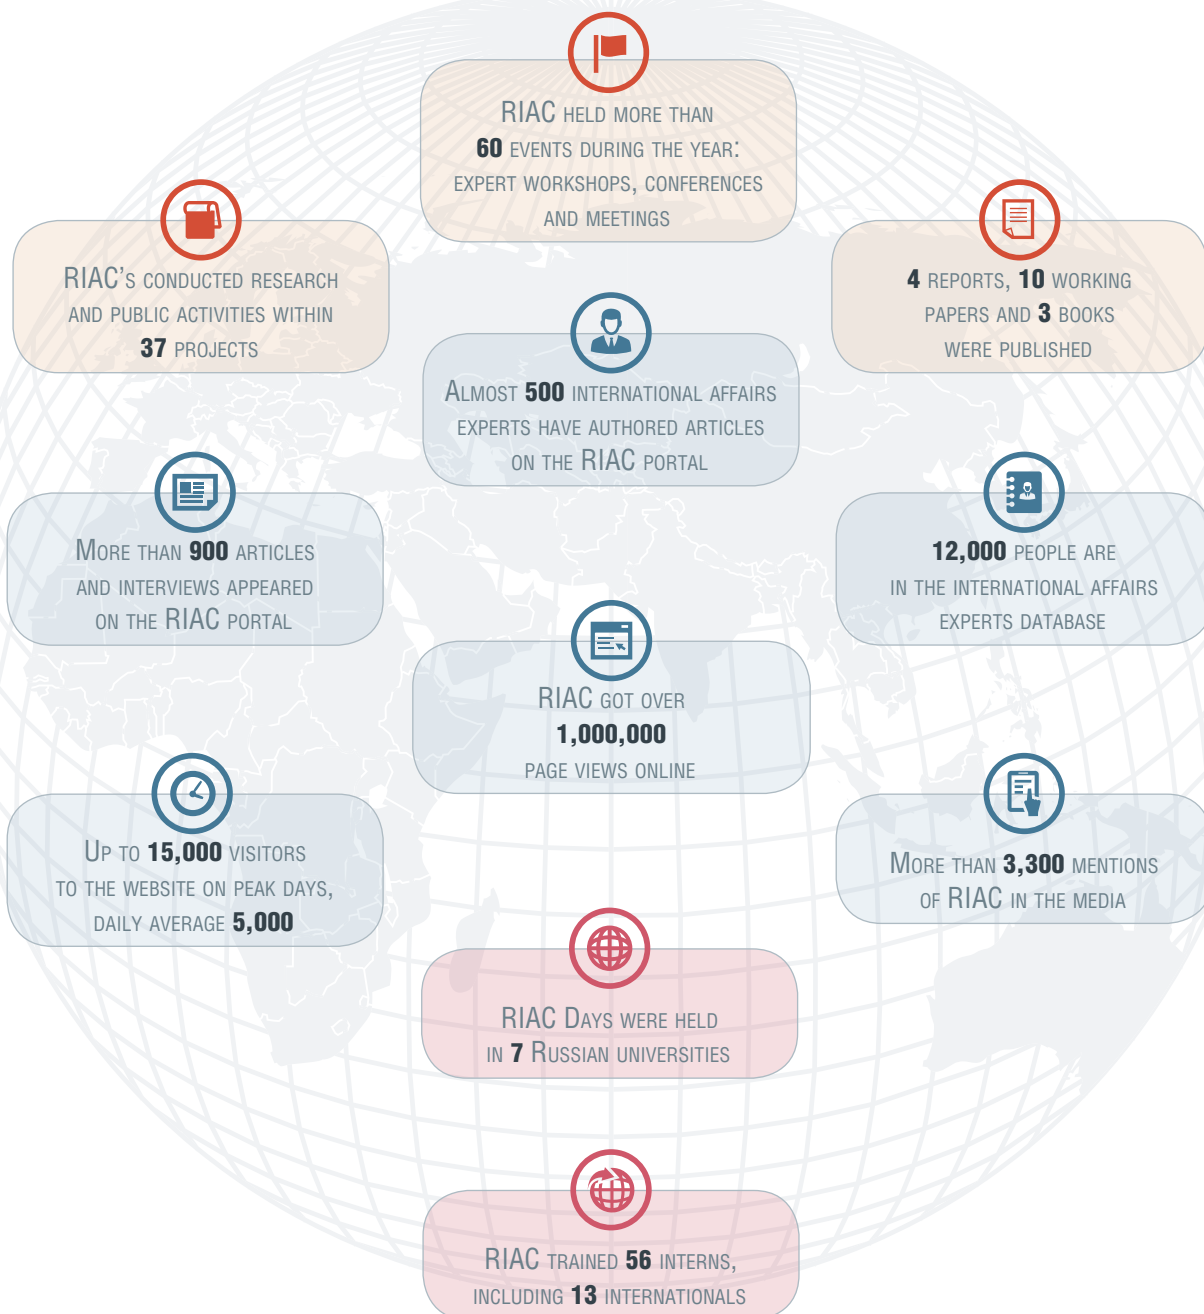 RIAC held more than
60 events during the year:
expert workshops, conferences
and meetings
RIAC's conducted research
and public activities within
37 projects
4 reports, 10 working
papers and 3 books
were published
Almost 500 international affairs
experts have authored articles
on the RIAC portal
More than 900 articles
and interviews appeared
on the RIAC portal
12,000 people are
in the international affairs
experts database
RIAC got over
1,000,000
page views online
Up to 15,000 visitors
to the website on peak days,
daily average 5,000
More than 3,300 mentions
of RIAC in the media
RIAC Days were held
in 7 Russian universities
RIAC trained 56 interns,
including 13 internationals